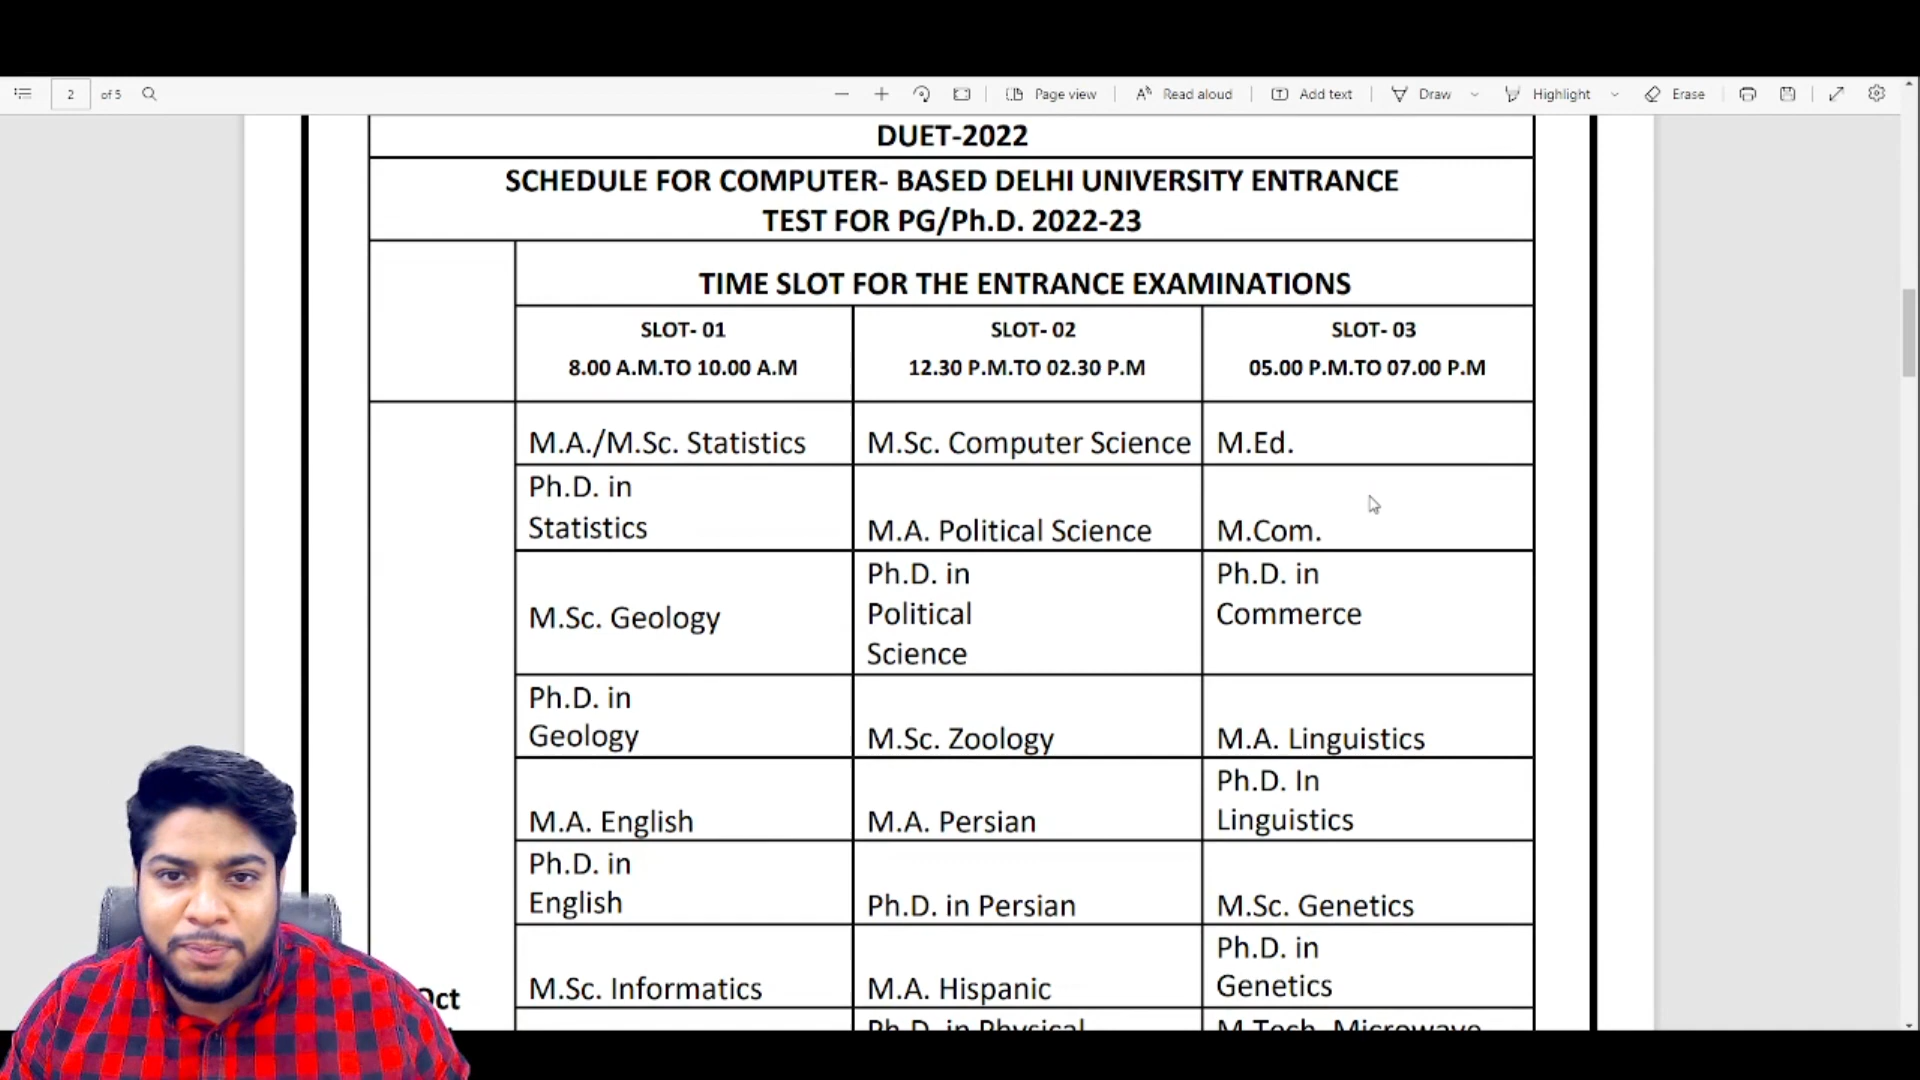 2 of 5
Page view
Read aloud
Add text
Draw
Highlight
Erase
DUET-2022
SCHEDULE FOR COMPUTER- BASED DELHI UNIVERSITY ENTRANCE
TEST FOR PG/Ph.D. 2022-23
TIME SLOT FOR THE ENTRANCE EXAMINATIONS
SLOT- 01
8.00 A.M.TO 10.00 A.M
SLOT- 02
12.30 P.M.TO 02.30 P.M
SLOT- 03
05.00 P.M.TO 07.00 P.M
M.A./M.Sc. Statistics
M.Sc. Computer Science
M.Ed.
Ph.D. in
Statistics
M.A. Political Science
M.Com.
M.Sc. Geology
Ph.D. in
Political
Science
Ph.D. in
Commerce
Ph.D. in
Geology
M.Sc. Zoology
M.A. Linguistics
M.A. English
M.A. Persian
Ph.D. In
Linguistics
Ph.D. in
English
Ph.D. in Persian
M.Sc. Genetics
Oct
M.Sc. Informatics
M.A. Hispanic
Ph.D. in
Genetics
Ph.D. in Physical
M.Tech. Microwave